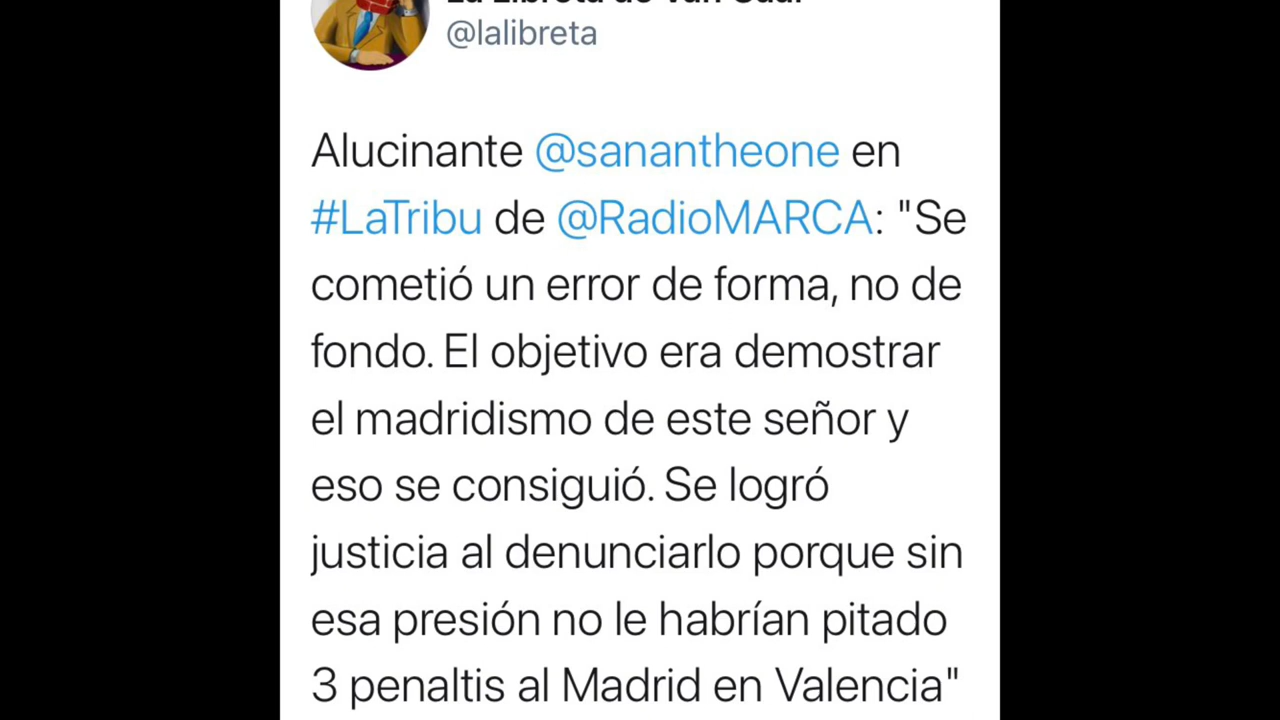 @lalibreta
Alucinante @sanantheone en
#LaTribu de @RadioMARCA: "Se
cometió un error de forma, no de
fondo. El objetivo era demostrar
el madridismo de este señor y
eso se consiguió. Se logró
justicia al denunciarlo porque sin
esa presión no le habrían pitado
3 penaltis al Madrid en Valencia"